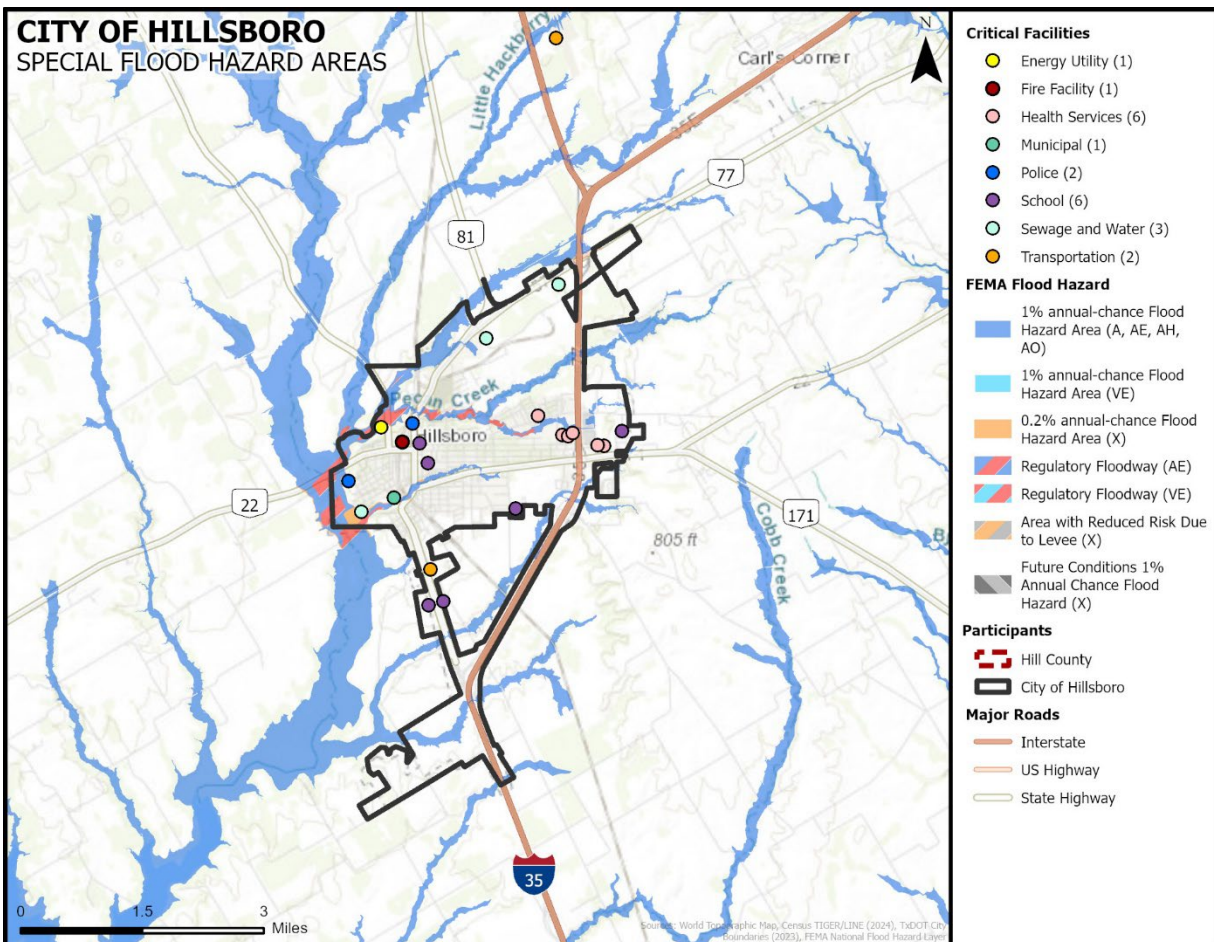 CITY OF HILLSBORO
SPECIAL FLOOD HAZARD AREAS
Little Hackberry
Carl's Corner
N
35E
77
81
Pecan Creek
Hillsboro
22
22
35E
171
805 ft
Cobb Creek
35
0 1.5 3
Miles
Sources: World Topographic Map, Census TIGER/LINE (2024), TxDOT City
Boundaries (2023), FEMA National Flood Hazard Layer
Critical Facilities
Energy Utility (1)
Fire Facility (1)
Health Services (6)
Municipal (1)
Police (2)
School (6)
Sewage and Water (3)
Transportation (2)
FEMA Flood Hazard
1% annual-chance Flood
Hazard Area (A, AE, AH,
AO)
1% annual-chance Flood
Hazard Area (VE)
0.2% annual-chance Flood
Hazard Area (X)
Regulatory Floodway (AE)
Regulatory Floodway (VE)
Area with Reduced Risk Due
to Levee (X)
Future Conditions 1%
Annual Chance Flood
Hazard (X)
Participants
Hill County
City of Hillsboro
Major Roads
Interstate
US Highway
State Highway